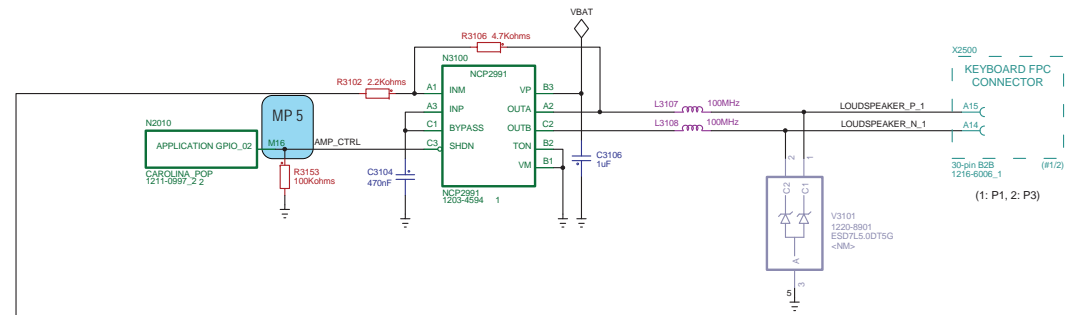 VBAT
R3106 4.7Kohms
X2500
N3100
KEYBOARD FPC
CONNECTOR
NCP2991
R3102 2.2Kohms
A1 INM VP B3
A3 INP OUTA A2
L3107 100MHz
LOUDSPEAKER_P_1
A15
MP 5
C1 BYPASS OUTB C2
L3108 100MHz
LOUDSPEAKER_N_1
A14
N2010
APPLICATION GPIO_02
M16
AMP_CTRL
C3 SHDN TON B2
VM B1
C3106
1uF
2 1
CAROLINA_POP
1211-0997_2 2
R3153
100Kohms
C3104
470nF
NCP2991
1203-4594 1
30-pin B2B (#1/2)
1216-6006_1
(1: P1, 2: P3)
C2 C1
V3101
1220-8901
ESD7L5.0DT5G
<NM>
A
3
5